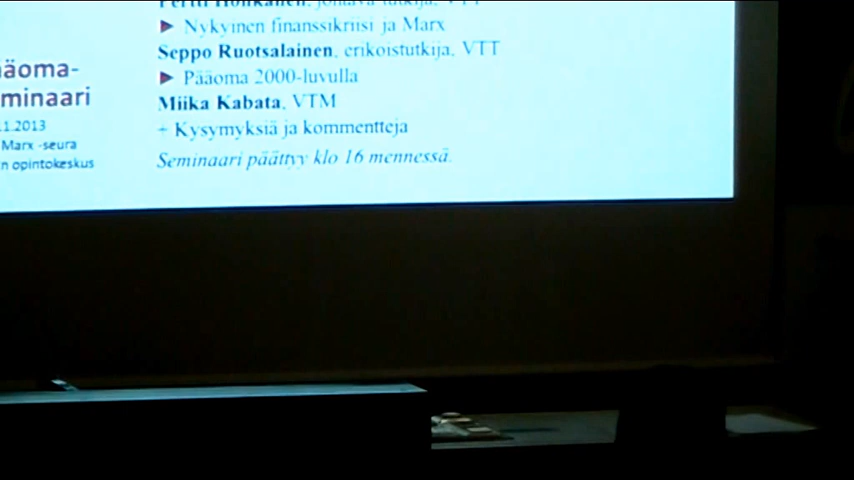 Pertti Honkanen, johtava tutkija, VTT
► Nykyinen finanssikriisi ja Marx
Seppo Ruotsalainen, erikoistutkija, VTT
► Pääoma 2000-luvulla
Miika Kabata, VTM
+ Kysymyksiä ja kommentteja
Seminaari päättyy klo 16 mennessä.
äoma-
minaari
.1.2013
Marx -seura
n opintokeskus